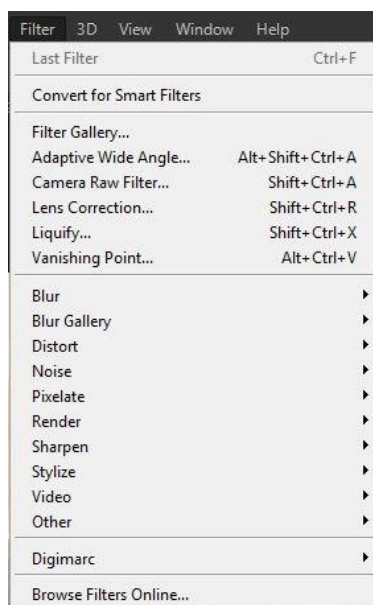 Filter 3D View Window Help
Last Filter Ctrl+F
Convert for Smart Filters
Filter Gallery...
Adaptive Wide Angle... Alt+Shift+Ctrl+A
Camera Raw Filter... Shift+Ctrl+A
Lens Correction... Shift+Ctrl+R
Liquify... Shift+Ctrl+X
Vanishing Point... Alt+Ctrl+V
Blur
Blur Gallery
Distort
Noise
Pixelate
Render
Sharpen
Stylize
Video
Other
Digimarc
Browse Filters Online...